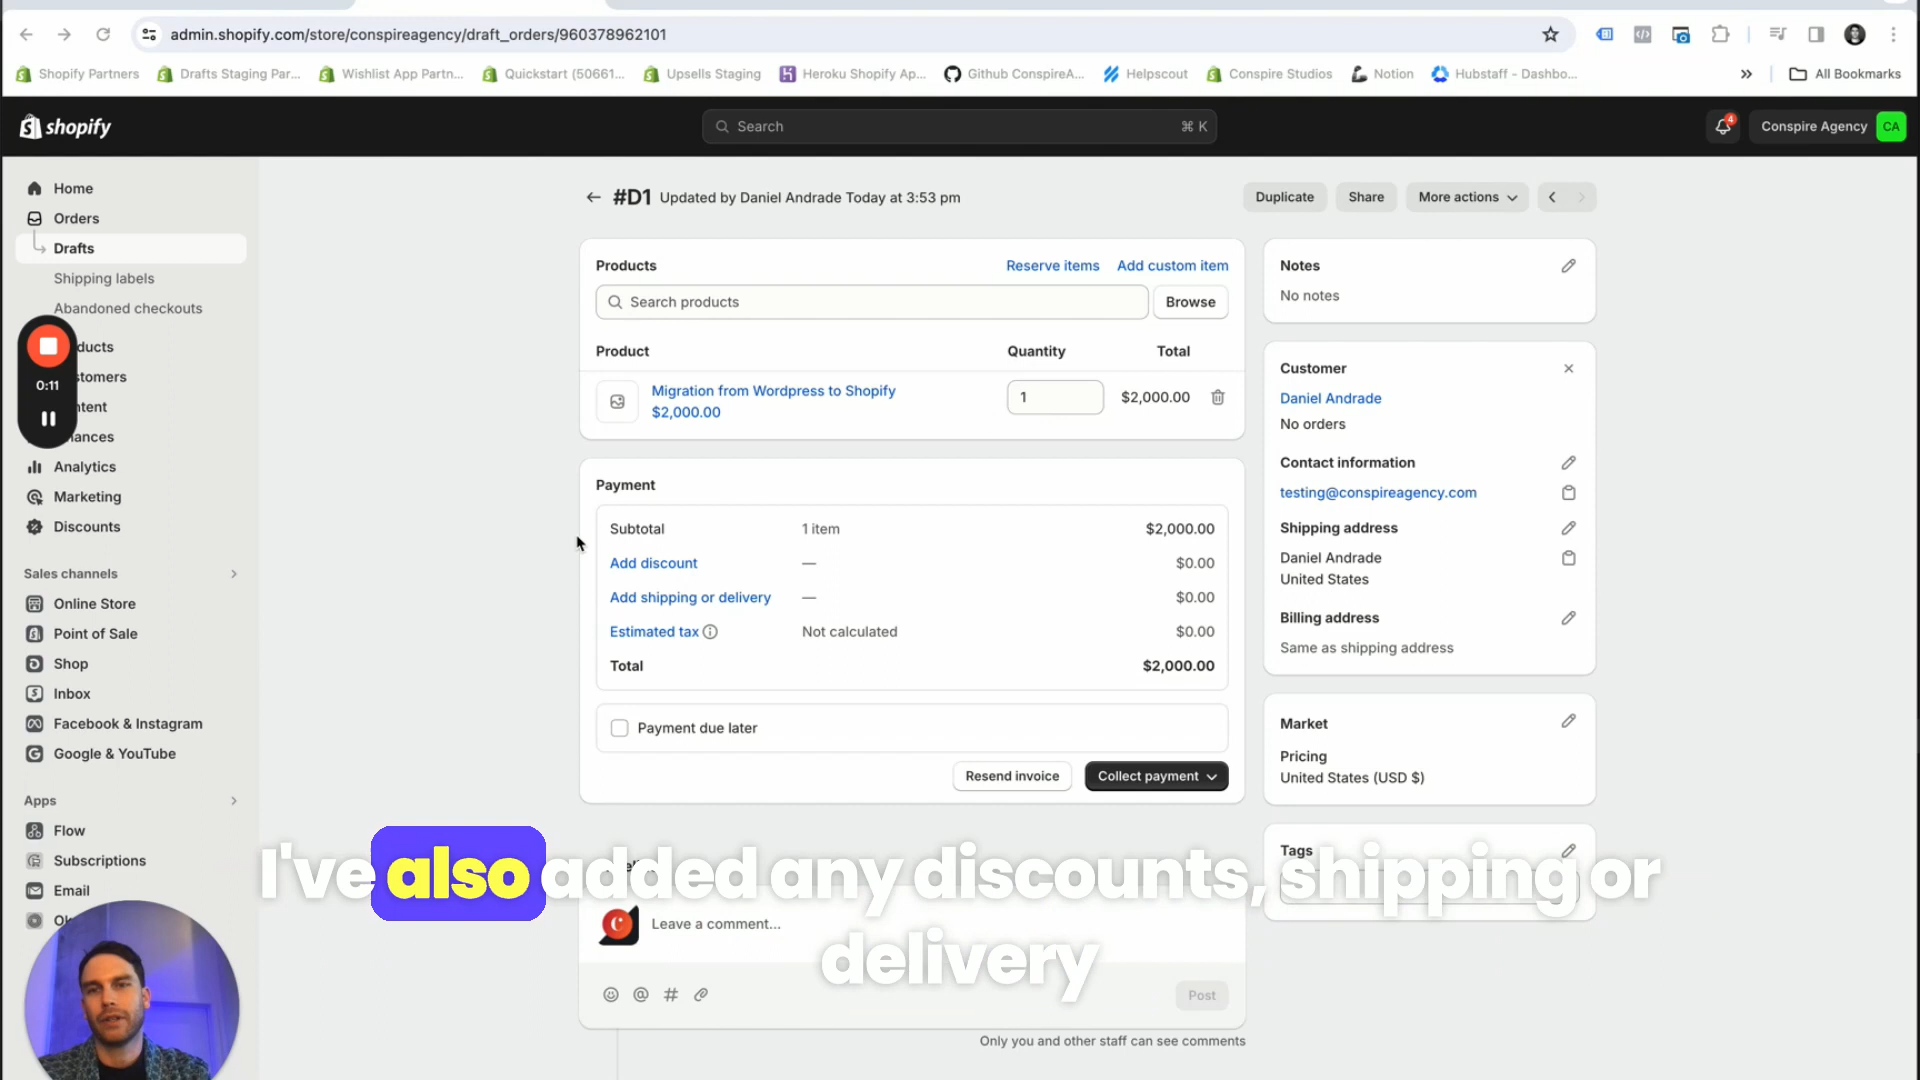 admin.shopify.com/store/conspireagency/draft_orders/960378962101
Shopify Partners
Drafts Staging Par...
Wishlist App Partn...
Quickstart (50661...
Upsells Staging
Heroku Shopify Ap...
Github ConspireA...
Helpscout
Conspire Studios
Notion
Hubstaff - Dashbo...
All Bookmarks
shopify
Search
⌘ K
4
Conspire Agency
CA
Home
Orders
Drafts
Shipping labels
Abandoned checkouts
ducts
stomers
ntent
nances
0:11
Analytics
Marketing
Discounts
Sales channels
Online Store
Point of Sale
Shop
Inbox
Facebook & Instagram
Google & YouTube
Apps
Flow
Subscriptions
Email
#D1 Updated by Daniel Andrade Today at 3:53 pm
Duplicate
Share
More actions
Products
Reserve items
Add custom item
Search products
Browse
Product Quantity Total
Migration from Wordpress to Shopify
$2,000.00
1
$2,000.00
Payment
Subtotal 1 item $2,000.00
Add discount — $0.00
Add shipping or delivery — $0.00
Estimated tax Not calculated $0.00
Total $2,000.00
Payment due later
Resend invoice
Collect payment
Notes
No notes
Customer
Daniel Andrade
No orders
Contact information
testing@conspireagency.com
Shipping address
Daniel Andrade
United States
Billing address
Same as shipping address
Market
Pricing
United States (USD $)
Tags
I've also added any discounts, shipping or
delivery
Leave a comment...
Post
Only you and other staff can see comments